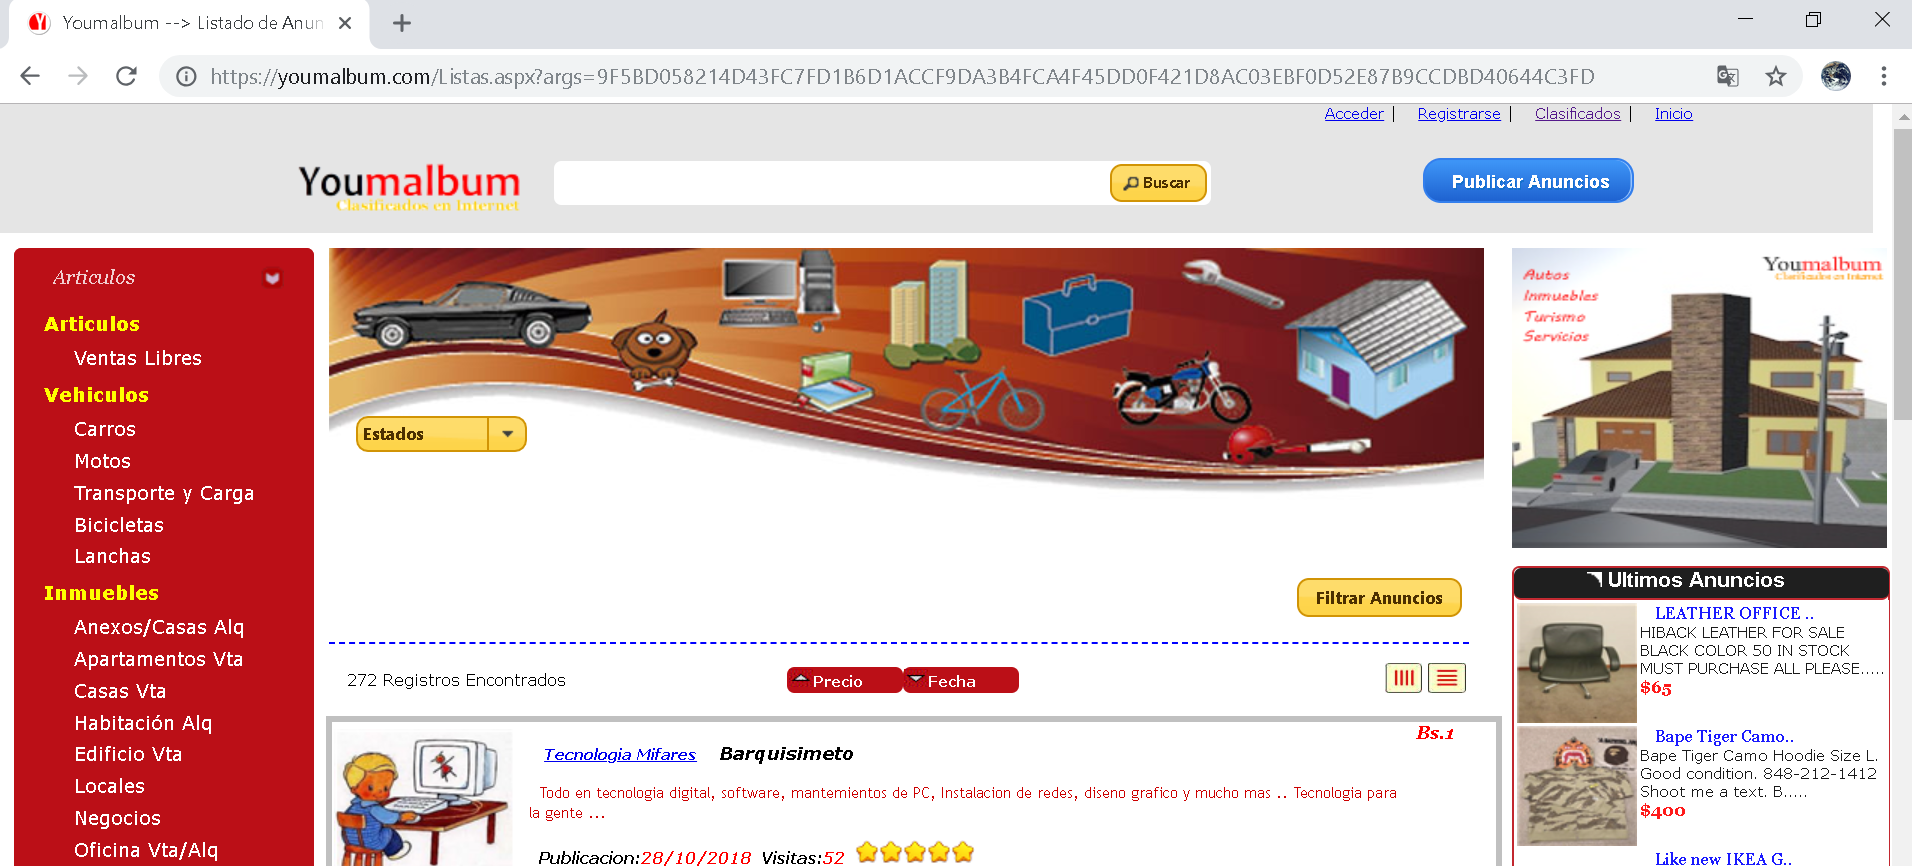 Youmalbum --> Listado de Anun
https://youmalbum.com/Listas.aspx?args=9F5BD058214D43FC7FD1B6D1ACCF9DA3B4FCA4F45DD0F421D8AC03EBF0D52E87B9CCDBD40644C3FD
Acceder | Registrarse | Clasificados | Inicio
Youmalbum
Clasificados en Internet
Buscar
Publicar Anuncios
Articulos
Articulos
Ventas Libres
Vehiculos
Carros
Motos
Transporte y Carga
Bicicletas
Lanchas
Inmuebles
Anexos/Casas Alq
Apartamentos Vta
Casas Vta
Habitación Alq
Edificio Vta
Locales
Negocios
Oficina Vta/Alq
Estados
Filtrar Anuncios
272 Registros Encontrados
Precio
Fecha
Bs.1
Tecnologia Mifares Barquisimeto
Todo en tecnologia digital, software, mantemientos de PC, Instalacion de redes, diseno grafico y mucho mas .. Tecnologia para
la gente ...
Publicacion:28/10/2018 Visitas:52
Youmalbum
Clasificados en Internet
Autos
Inmuebles
Turismo
Servicios
Ultimos Anuncios
LEATHER OFFICE ..
HIBACK LEATHER FOR SALE
BLACK COLOR 50 IN STOCK
MUST PURCHASE ALL PLEASE.....
$65
Bape Tiger Camo..
Bape Tiger Camo Hoodie Size L.
Good condition. 848-212-1412
Shoot me a text. B.....
$400
Like new IKEA G..